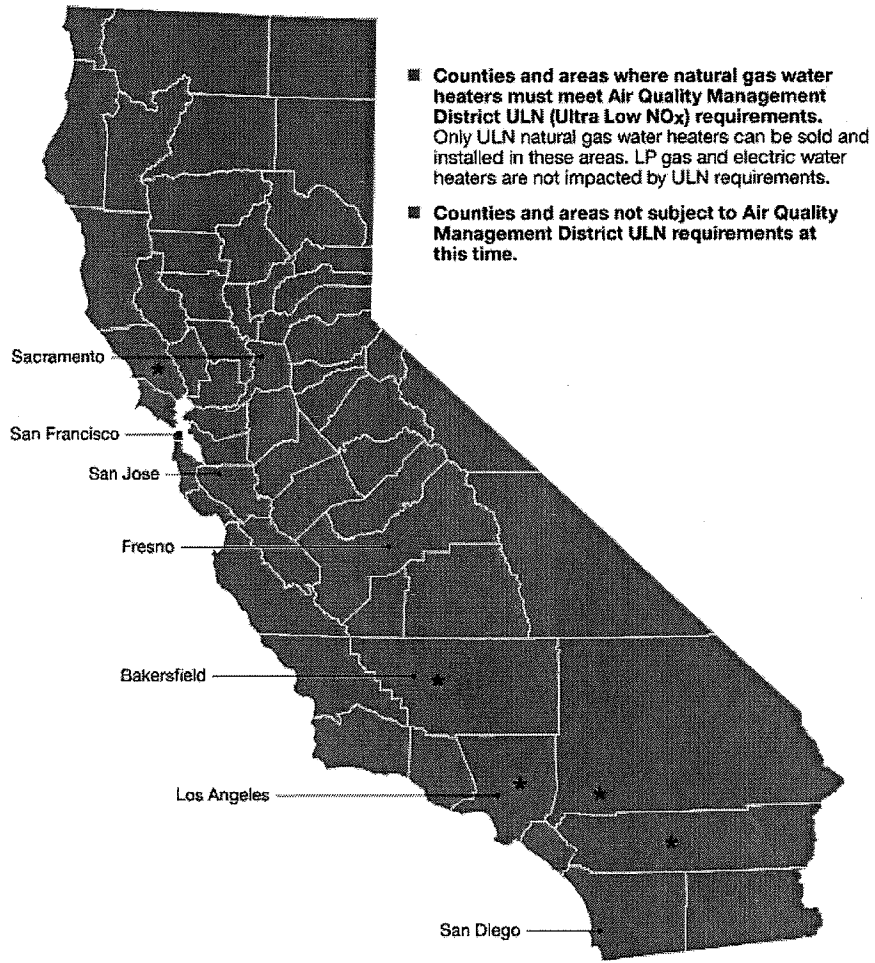 ■ Counties and areas where natural gas water
heaters must meet Air Quality Management
District ULN (Ultra Low NOx) requirements.
Only ULN natural gas water heaters can be sold and
installed in these areas. LP gas and electric water
heaters are not impacted by ULN requirements.
■ Counties and areas not subject to Air Quality
Management District ULN requirements at
this time.
Sacramento
San Francisco
San Jose
Fresno
Bakersfield
Los Angeles
San Diego